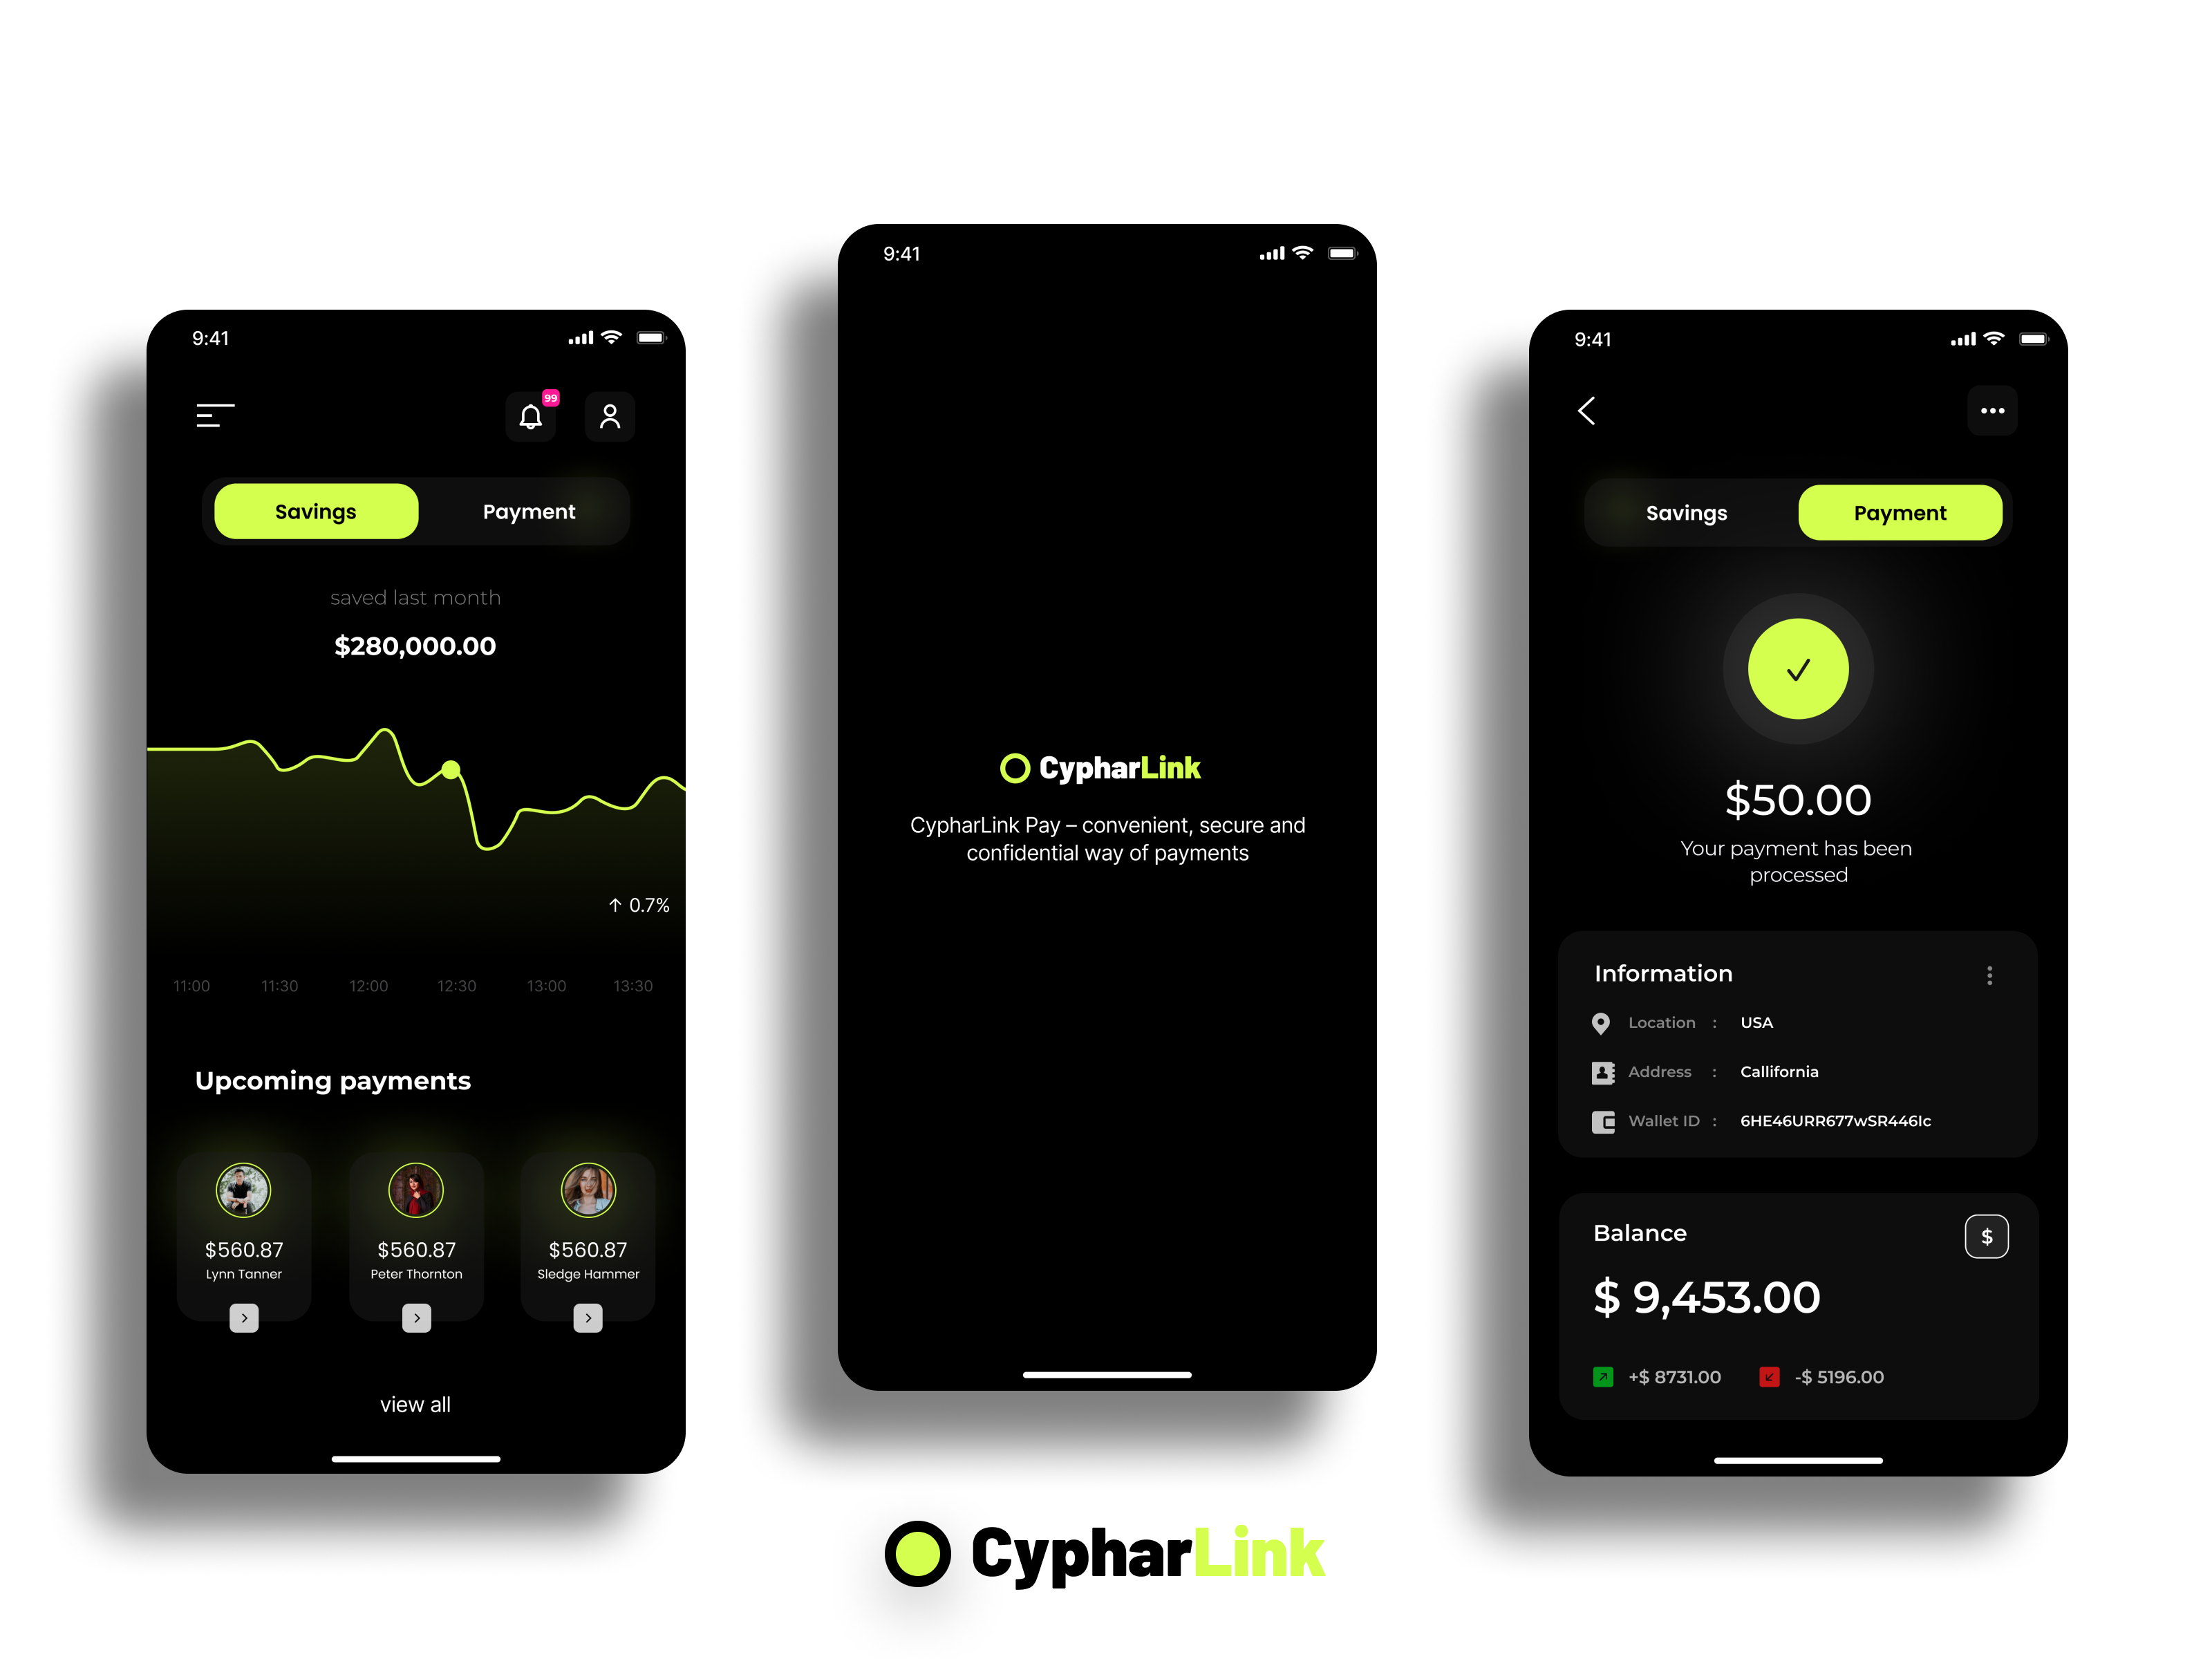 9:41
99
Savings Payment
saved last month
$280,000.00
↑ 0.7%
11:00 11:30 12:00 12:30 13:00 13:30
Upcoming payments
$560.87 $560.87 $560.87
Lynn Tanner Peter Thornton Sledge Hammer
view all
9:41
CypharLink
CypharLink Pay – convenient, secure and
confidential way of payments
9:41
Savings Payment
$50.00
Your payment has been
processed
Information
Location : USA
Address : Callifornia
Wallet ID : 6HE46URR677wSR446Ic
Balance
$
$ 9,453.00
+$ 8731.00 -$ 5196.00
CypharLink